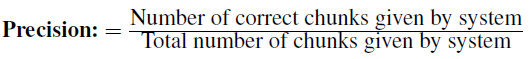 Precision: = Number of correct chunks given by system
Total number of chunks given by system